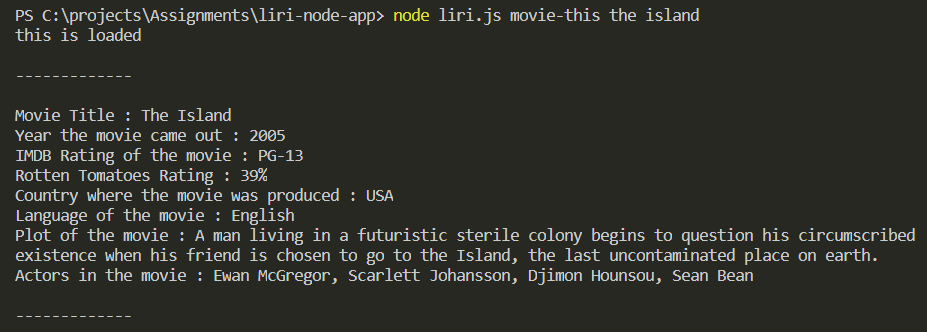 PS C:\projects\Assignments\liri-node-app> node liri.js movie-this the island
this is loaded
-------------
Movie Title : The Island
Year the movie came out : 2005
IMDB Rating of the movie : PG-13
Rotten Tomatoes Rating : 39%
Country where the movie was produced : USA
Language of the movie : English
Plot of the movie : A man living in a futuristic sterile colony begins to question his circumscribed
existence when his friend is chosen to go to the Island, the last uncontaminated place on earth.
Actors in the movie : Ewan McGregor, Scarlett Johansson, Djimon Hounsou, Sean Bean
-------------